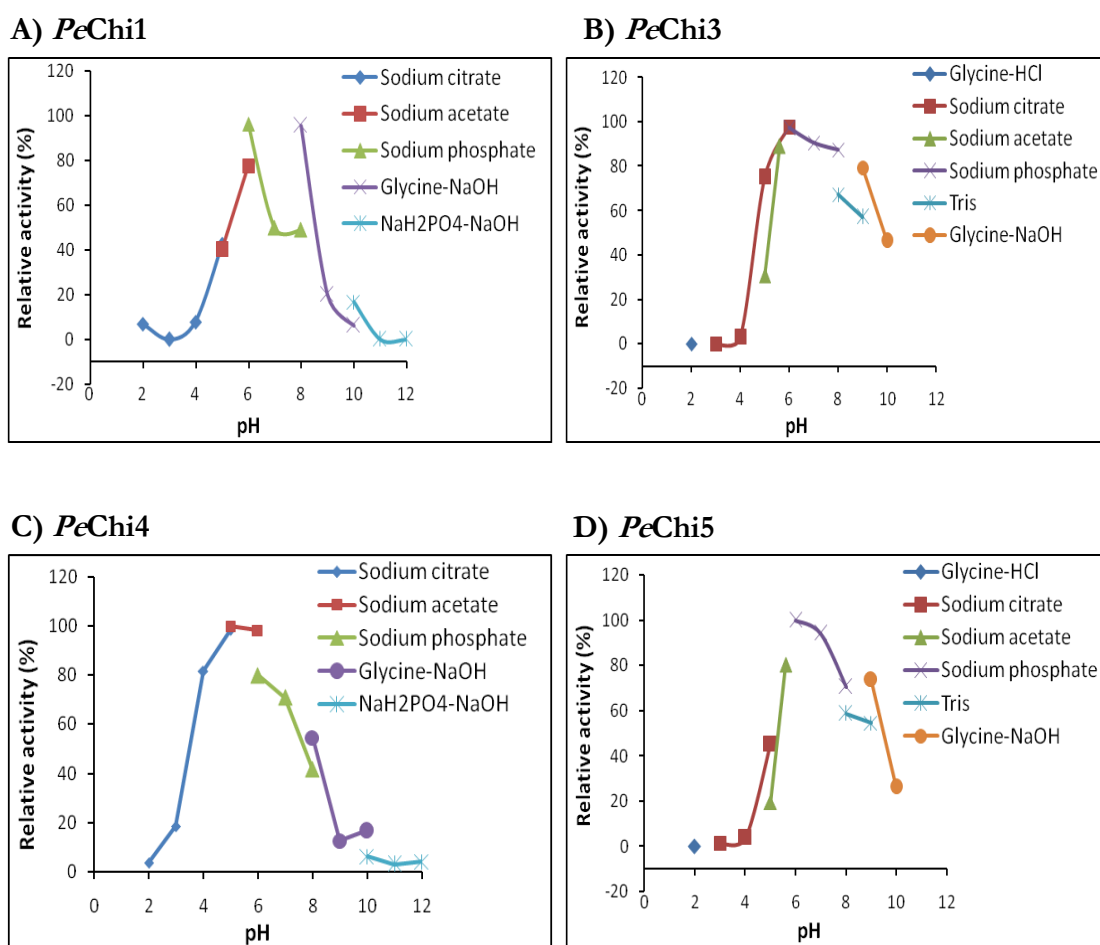 A) PeChi1
Relative activity (%)
120
100
80
60
40
20
0
-20
0 2 4 6 8 10 12
pH
Sodium citrate
Sodium acetate
Sodium phosphate
Glycine-NaOH
NaH2PO4-NaOH
B) PeChi3
Relative activity (%)
120
100
80
60
40
20
0
-20
0 2 4 6 8 10 12
pH
Glycine-HCl
Sodium citrate
Sodium acetate
Sodium phosphate
Tris
Glycine-NaOH
C) PeChi4
Relative activity (%)
120
100
80
60
40
20
0
0 2 4 6 8 10 12
pH
Sodium citrate
Sodium acetate
Sodium phosphate
Glycine-NaOH
NaH2PO4-NaOH
D) PeChi5
Relative activity (%)
120
100
80
60
40
20
0
-20
0 2 4 6 8 10 12
pH
Glycine-HCl
Sodium citrate
Sodium acetate
Sodium phosphate
Tris
Glycine-NaOH